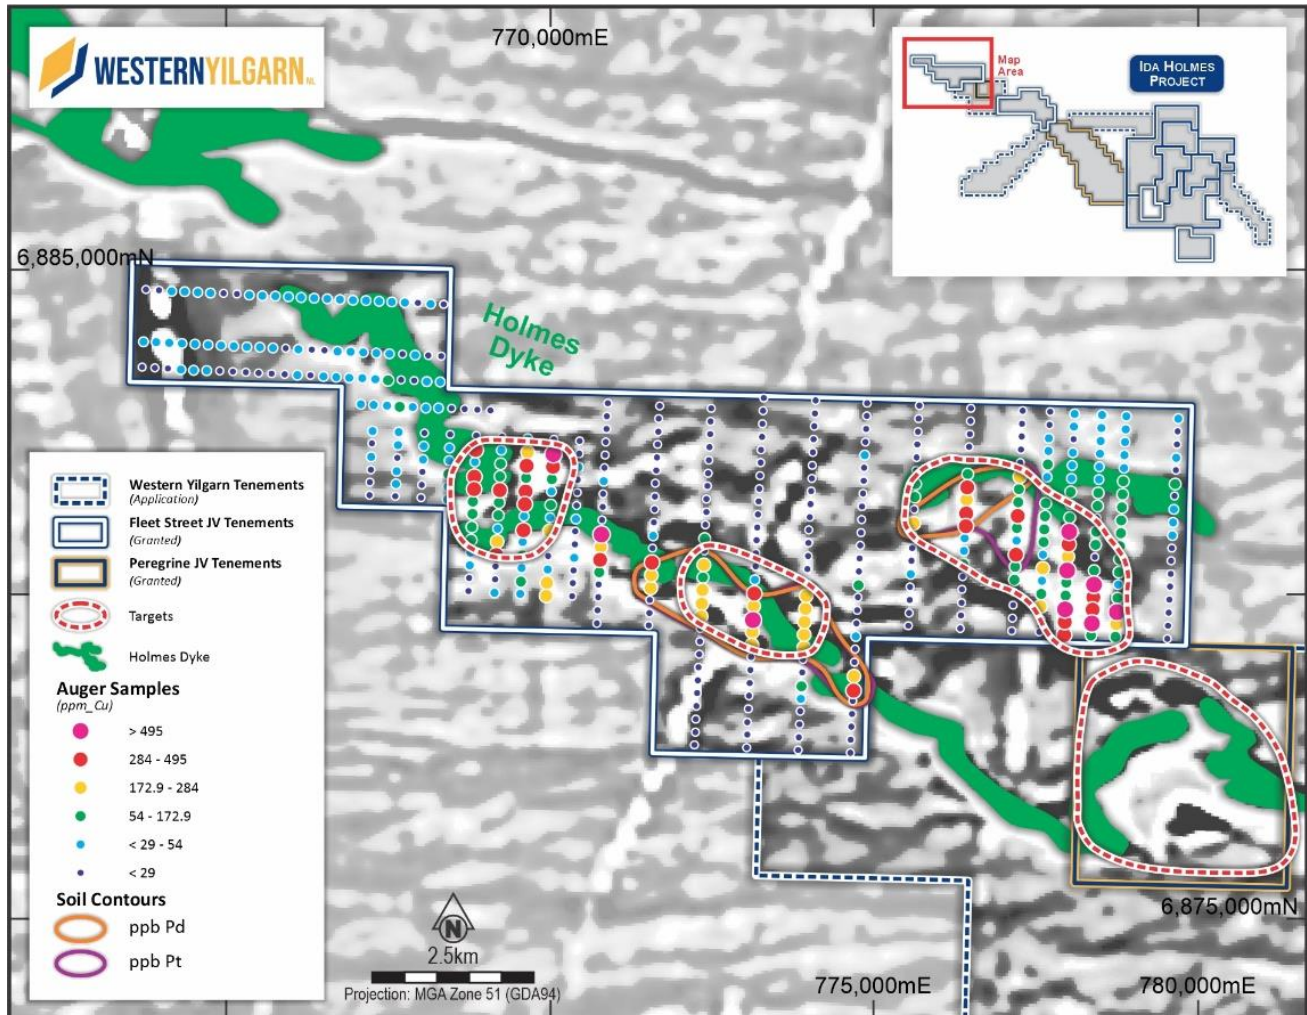 WESTERNYILGARN NL
770,000mE
Map
Area
IDA HOLMES
PROJECT
6,885,000mN
Holmes
Dyke
Western Yilgarn Tenements
(Application)
Fleet Street JV Tenements
(Granted)
Peregrine JV Tenements
(Granted)
Targets
Holmes Dyke
Auger Samples
(ppm_Cu)
> 495
284 - 495
172.9 - 284
54 - 172.9
< 29 - 54
< 29
Soil Contours
ppb Pd
ppb Pt
N
2.5km
Projection: MGA Zone 51 (GDA94)
6,875,000mN
775,000mE
780,000mE